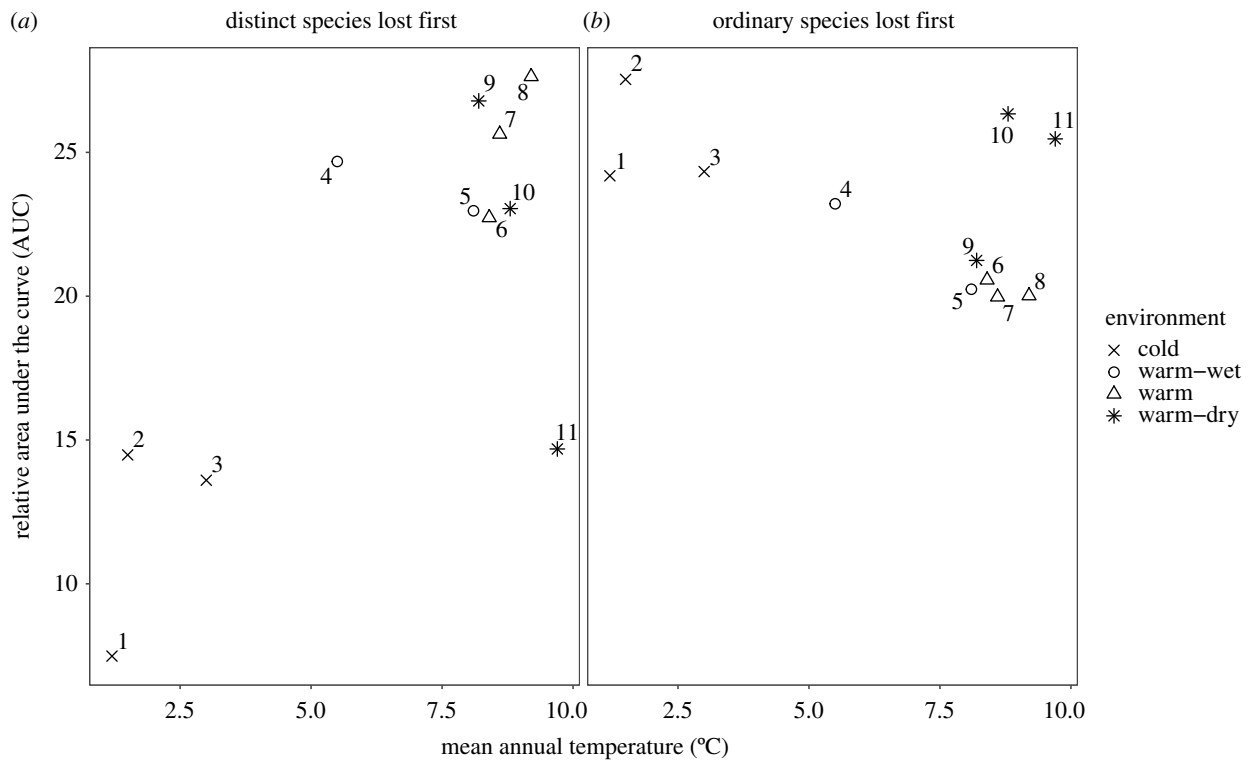 (a) distinct species lost first
(b) ordinary species lost first
relative area under the curve (AUC)
25
20
15
10
1
2
3
4
5
6
7
8
9
10
11
2.5 5.0 7.5 10.0
1
2
3
4
5
6
7
8
9
10
11
2.5 5.0 7.5 10.0
mean annual temperature (ºC)
environment
cold
warm−wet
warm
warm−dry